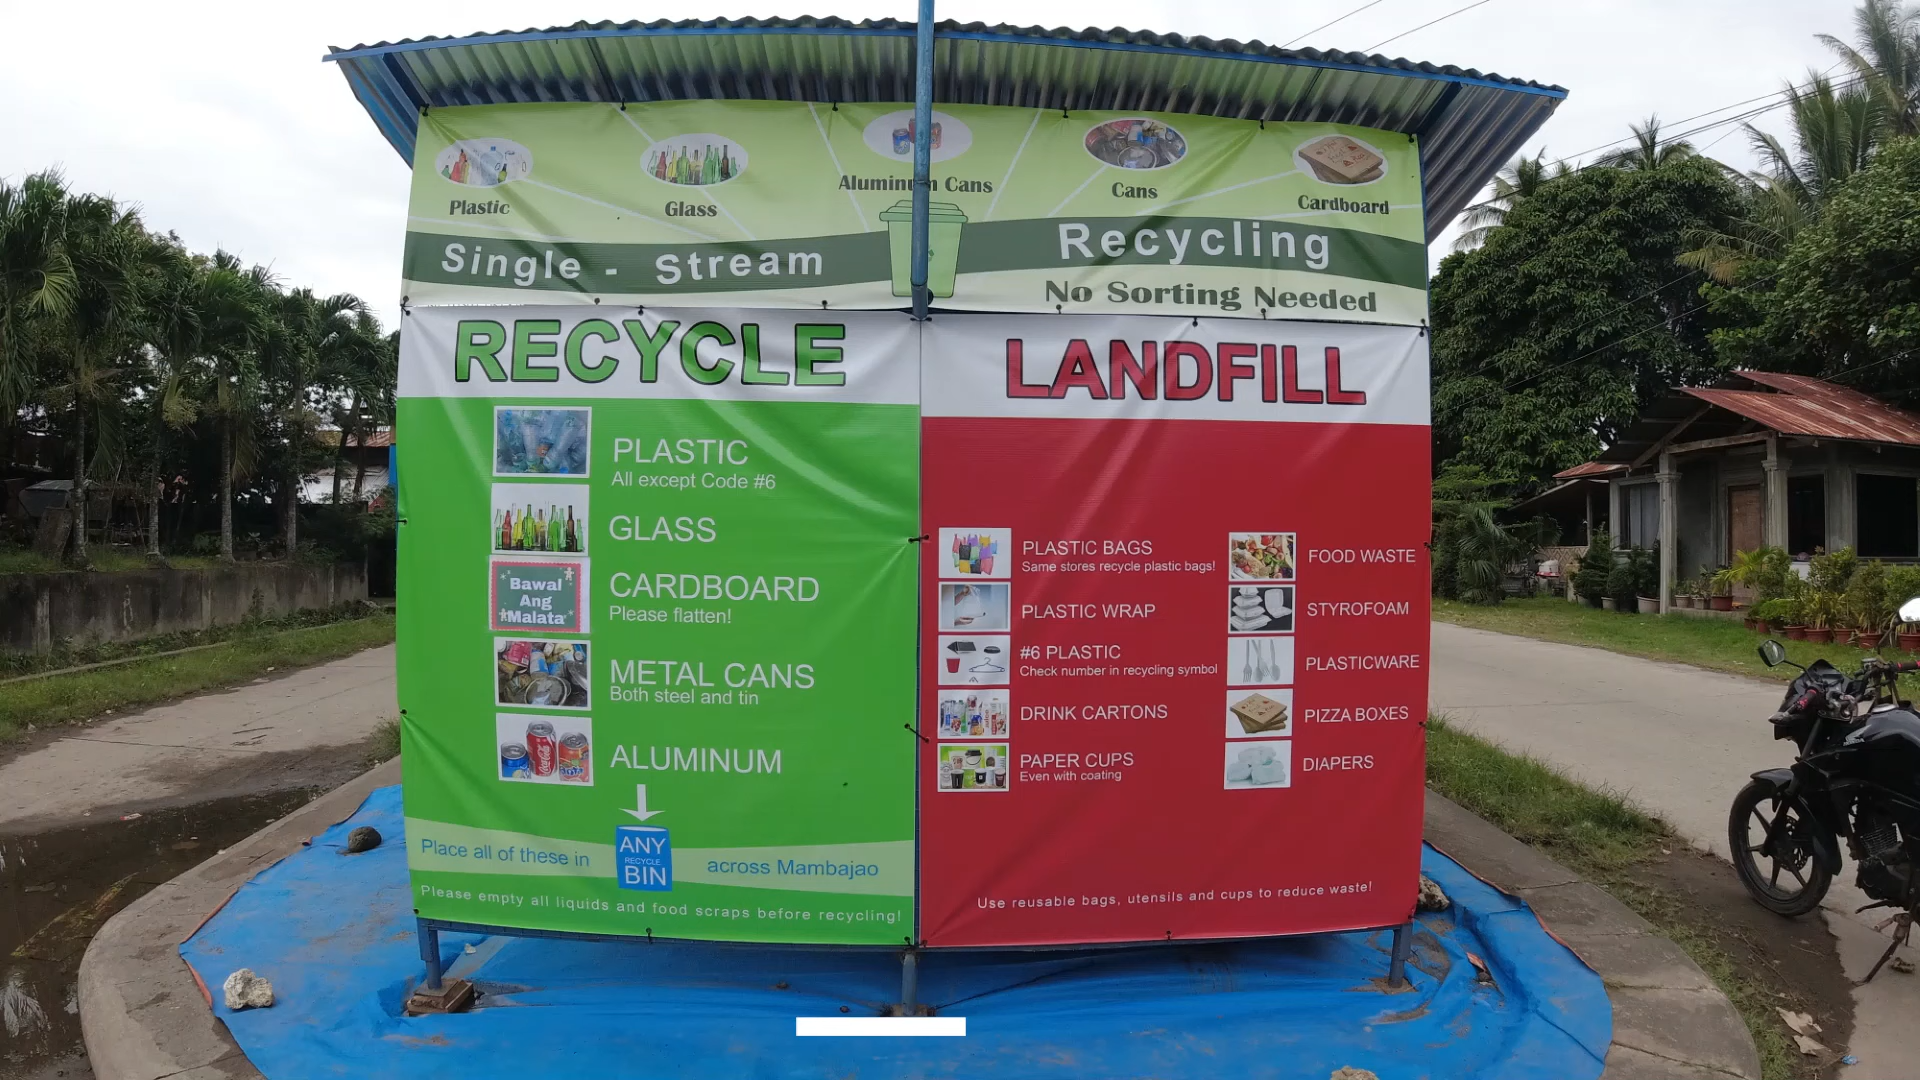 Plastic
Glass
Aluminum Cans
Cans
Cardboard
Single - Stream
Recycling
No Sorting Needed
RECYCLE
PLASTIC
All except Code #6
GLASS
Bawal
Ang
Malata
CARDBOARD
Please flatten!
METAL CANS
Both steel and tin
ALUMINUM
Place all of these in
ANY
RECYCLE
BIN
across Mambajao
Please empty all liquids and food scraps before recycling!
LANDFILL
PLASTIC BAGS
Same stores recycle plastic bags!
PLASTIC WRAP
#6 PLASTIC
Check number in recycling symbol
DRINK CARTONS
PAPER CUPS
Even with coating
FOOD WASTE
STYROFOAM
PLASTICWARE
PIZZA BOXES
DIAPERS
Use reusable bags, utensils and cups to reduce waste!